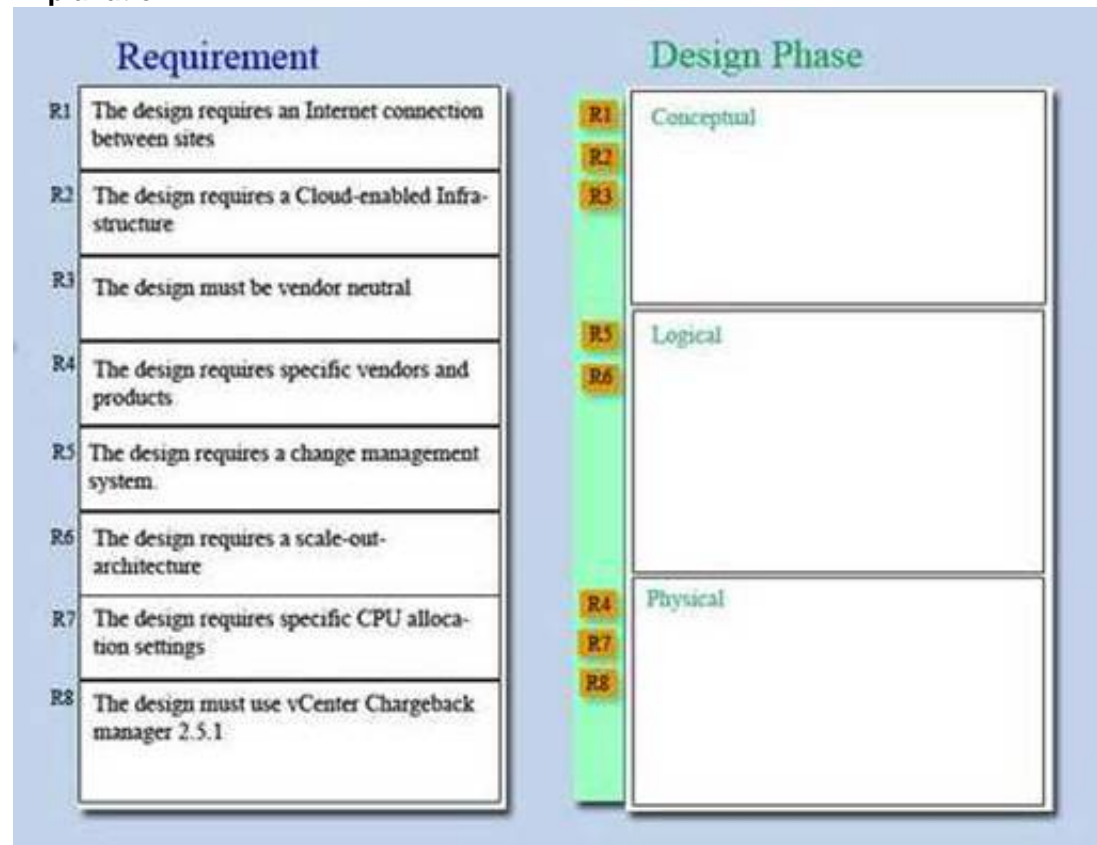 Requirement
Design Phase
R1
The design requires an Internet connection
between sites
R2
The design requires a Cloud-enabled Infra-
structure
R3
The design must be vendor neutral
R4
The design requires specific vendors and
products
R5
The design requires a change management
system.
R6
The design requires a scale-out-
architecture
R7
The design requires specific CPU alloca-
tion settings
R8
The design must use vCenter Chargeback
manager 2.5.1
R1
Conceptual
R2
R3
R5
Logical
R6
R4
Physical
R7
R8